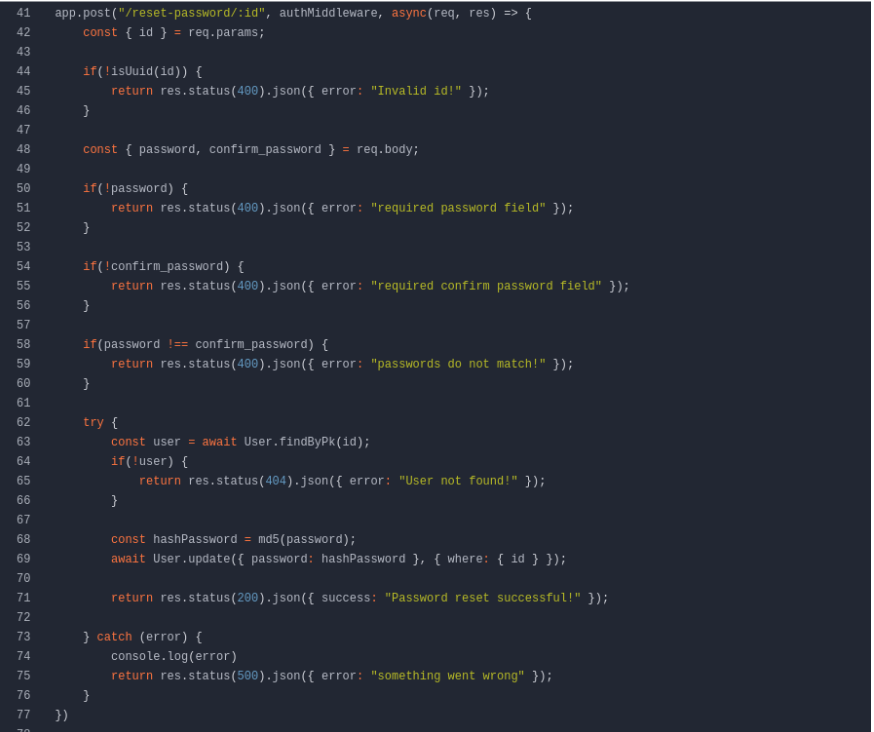 41 app.post("/reset-password/:id", authMiddleware, async(req, res) => {
42     const { id } = req.params;
43
44     if(!isUuid(id)) {
45         return res.status(400).json({ error: "Invalid id!" });
46     }
47
48     const { password, confirm_password } = req.body;
49
50     if(!password) {
51         return res.status(400).json({ error: "required password field" });
52     }
53
54     if(!confirm_password) {
55         return res.status(400).json({ error: "required confirm password field" });
56     }
57
58     if(password !== confirm_password) {
59         return res.status(400).json({ error: "passwords do not match!" });
60     }
61
62     try {
63         const user = await User.findByPk(id);
64         if(!user) {
65             return res.status(404).json({ error: "User not found!" });
66         }
67
68         const hashPassword = md5(password);
69         await User.update({ password: hashPassword }, { where: { id } });
70
71         return res.status(200).json({ success: "Password reset successful!" });
72
73     } catch (error) {
74         console.log(error)
75         return res.status(500).json({ error: "something went wrong" });
76     }
77 })